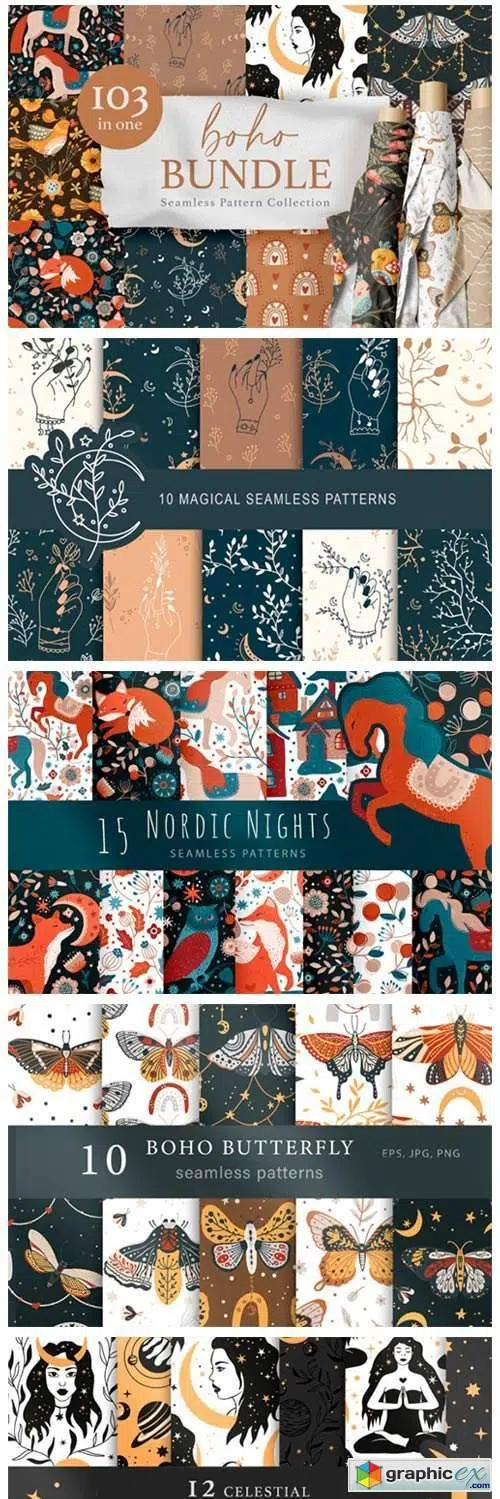 103
in one
boho
BUNDLE
Seamless Pattern Collection
10 MAGICAL SEAMLESS PATTERNS
15 NORDIC NIGHTS
SEAMLESS PATTERNS
10 BOHO BUTTERFLY
EPS, JPG, PNG
seamless patterns
12 CELESTIAL
graphicex.com